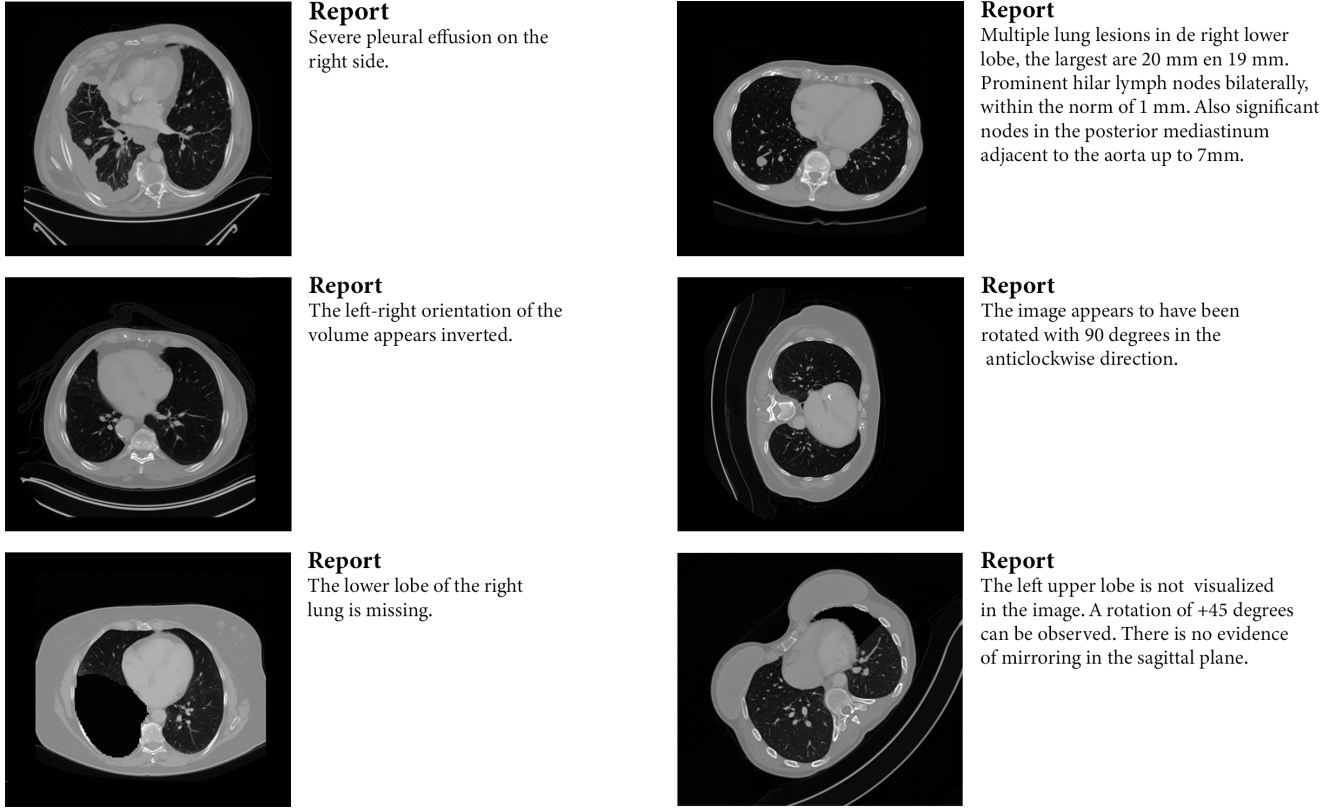 Report
Severe pleural effusion on the
right side.
Report
Multiple lung lesions in de right lower
lobe, the largest are 20 mm en 19 mm.
Prominent hilar lymph nodes bilaterally,
within the norm of 1 mm. Also significant
nodes in the posterior mediastinum
adjacent to the aorta up to 7mm.
Report
The left-right orientation of the
volume appears inverted.
Report
The image appears to have been
rotated with 90 degrees in the
anticlockwise direction.
Report
The lower lobe of the right
lung is missing.
Report
The left upper lobe is not visualized
in the image. A rotation of +45 degrees
can be observed. There is no evidence
of mirroring in the sagittal plane.